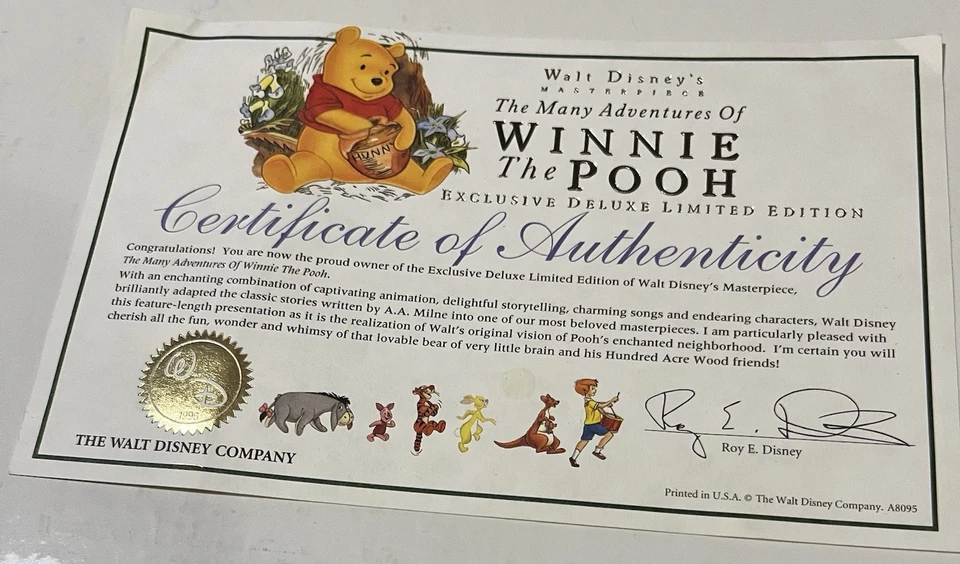 Walt Disney's
MASTERPIECE
The Many Adventures Of
WINNIE
The POOH
EXCLUSIVE DELUXE LIMITED EDITION
HUNNY
Certificate of Authenticity
Congratulations! You are now the proud owner of the Exclusive Deluxe Limited Edition of Walt Disney's Masterpiece,
The Many Adventures Of Winnie The Pooh.
With an enchanting combination of captivating animation, delightful storytelling, charming songs and endearing characters, Walt Disney
brilliantly adapted the classic stories written by A.A. Milne into one of our most beloved masterpieces. I am particularly pleased with
this feature-length presentation as it is the realization of Walt's original vision of Pooh's enchanted neighborhood. I'm certain you will
cherish all the fun, wonder and whimsy of that lovable bear of very little brain and his Hundred Acre Wood friends!
WD
Roy E. Disney
THE WALT DISNEY COMPANY
Roy E. Disney
Printed in U.S.A. © The Walt Disney Company. A8095